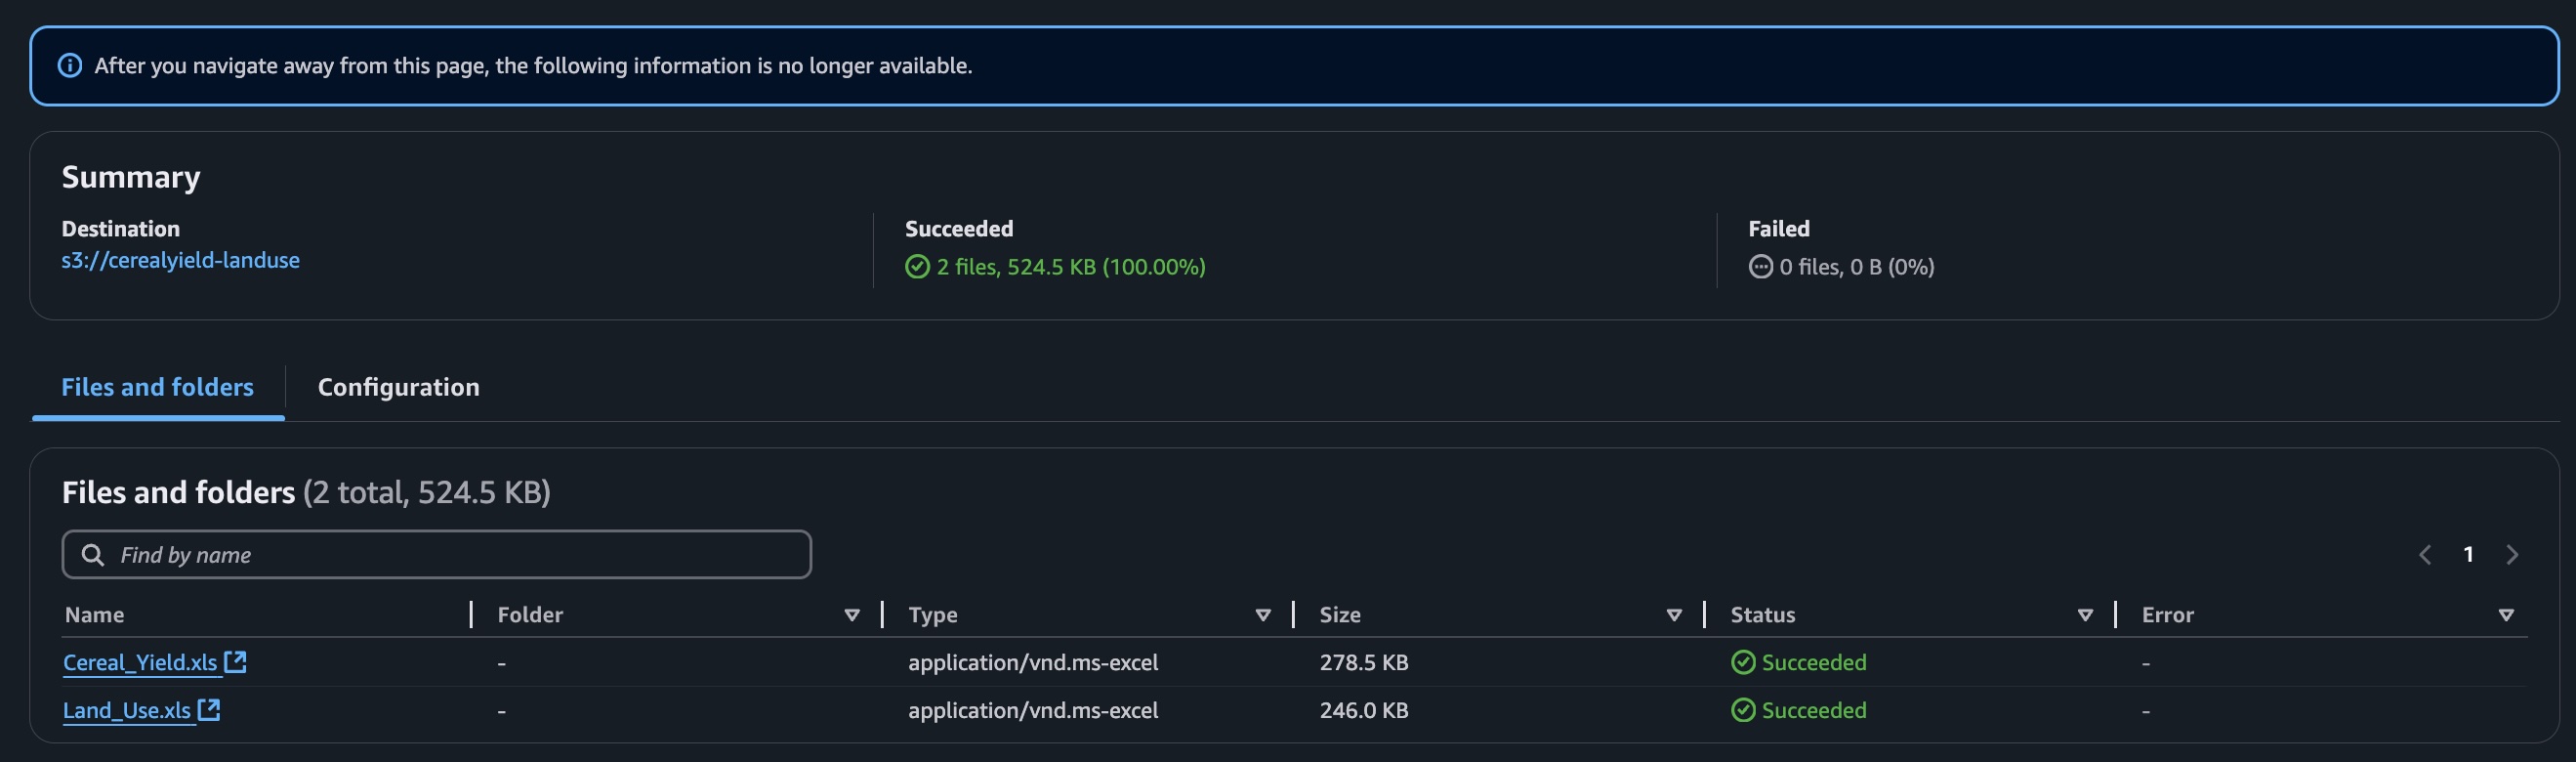 After you navigate away from this page, the following information is no longer available.
Summary
Destination
s3://cerealyield-landuse
Succeeded
2 files, 524.5 KB (100.00%)
Failed
0 files, 0 B (0%)
Files and folders
Configuration
Files and folders (2 total, 524.5 KB)
Find by name
1
Name Folder Type Size Status Error
Cereal_Yield.xls - application/vnd.ms-excel 278.5 KB Succeeded -
Land_Use.xls - application/vnd.ms-excel 246.0 KB Succeeded -